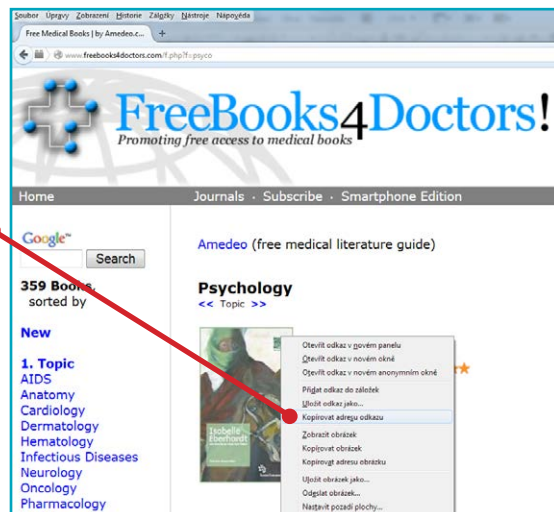 Soubor Úpravy Zobrazení Historie Záložky Nástroje Nápověda
Free Medical Books | by Amedeo.c... +
www.freebooks4doctors.com/f.php?f=psyco
FreeBooks4Doctors!
Promoting free access to medical books
Home Journals · Subscribe · Smartphone Edition
Google™
Search
359 Books,
sorted by
New
1. Topic
AIDS
Anatomy
Cardiology
Dermatology
Hematology
Infectious Diseases
Neurology
Oncology
Pharmacology
Amedeo (free medical literature guide)
Psychology
<< Topic >>
Isabelle
Eberhardt
Otevřít odkaz v novém panelu
Otevřít odkaz v novém okně
Otevřít odkaz v novém anonymním okně
Přidat odkaz do záložek
Uložit odkaz jako...
Kopírovat adresu odkazu
Zobrazit obrázek
Kopírovat obrázek
Kopírovat adresu obrázku
Uložit obrázek jako...
Odeslat obrázek...
Nastavit pozadí plochy...